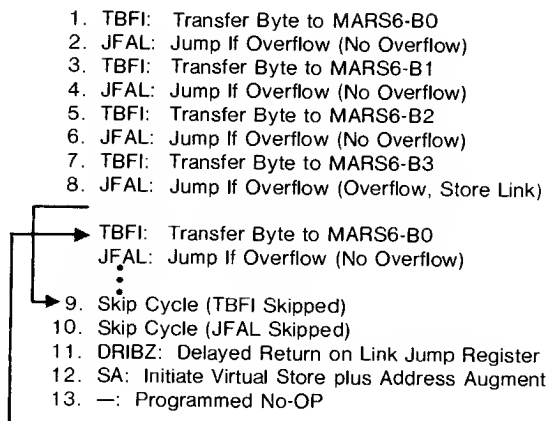 1. TBFI: Transfer Byte to MARS6-B0
2. JFAL: Jump If Overflow (No Overflow)
3. TBFI: Transfer Byte to MARS6-B1
4. JFAL: Jump If Overflow (No Overflow)
5. TBFI: Transfer Byte to MARS6-B2
6. JFAL: Jump If Overflow (No Overflow)
7. TBFI: Transfer Byte to MARS6-B3
8. JFAL: Jump If Overflow (Overflow, Store Link)
TBFI: Transfer Byte to MARS6-B0
JFAL: Jump If Overflow (No Overflow)
9. Skip Cycle (TBFI Skipped)
10. Skip Cycle (JFAL Skipped)
11. DRIBZ: Delayed Return on Link Jump Register
12. SA: Initiate Virtual Store plus Address Augment
13. —: Programmed No-OP